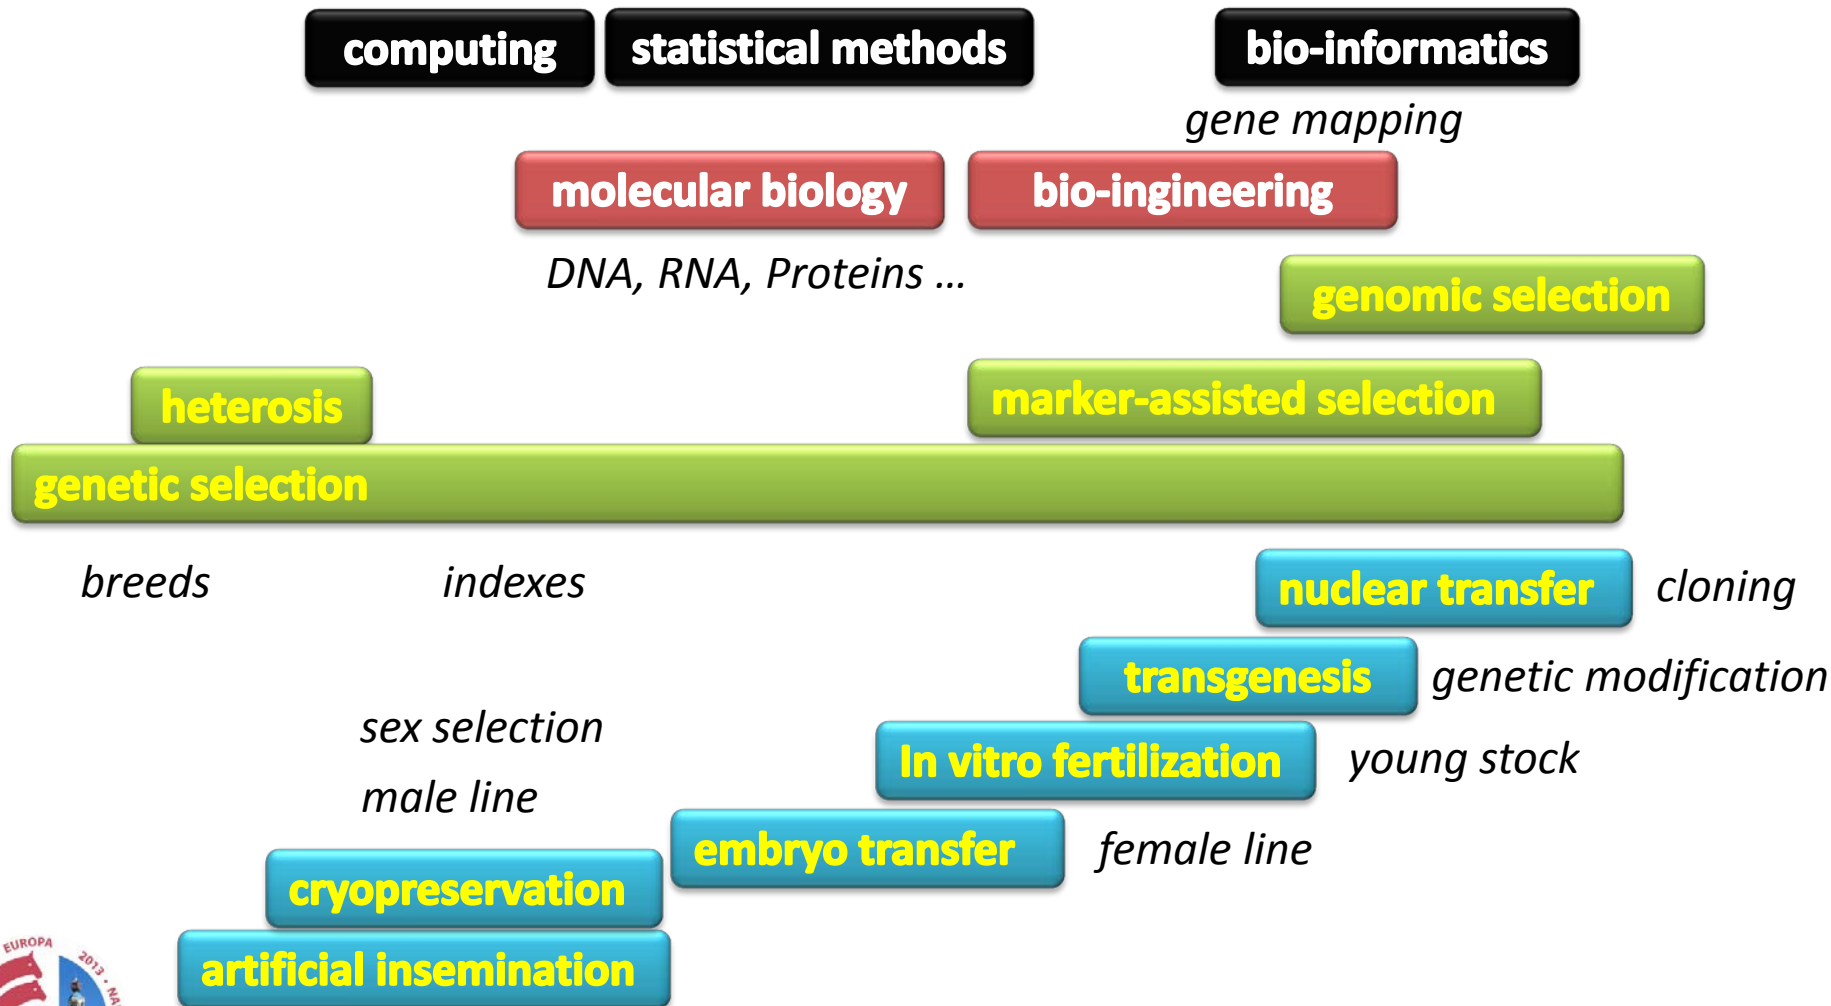 computing
statistical methods
bio-informatics
gene mapping
molecular biology
bio-ingineering
DNA, RNA, Proteins ...
genomic selection
heterosis
marker-assisted selection
genetic selection
breeds
indexes
nuclear transfer
cloning
transgenesis
genetic modification
sex selection
In vitro fertilization
young stock
male line
embryo transfer
female line
cryopreservation
artificial insemination
EUROPA
2013